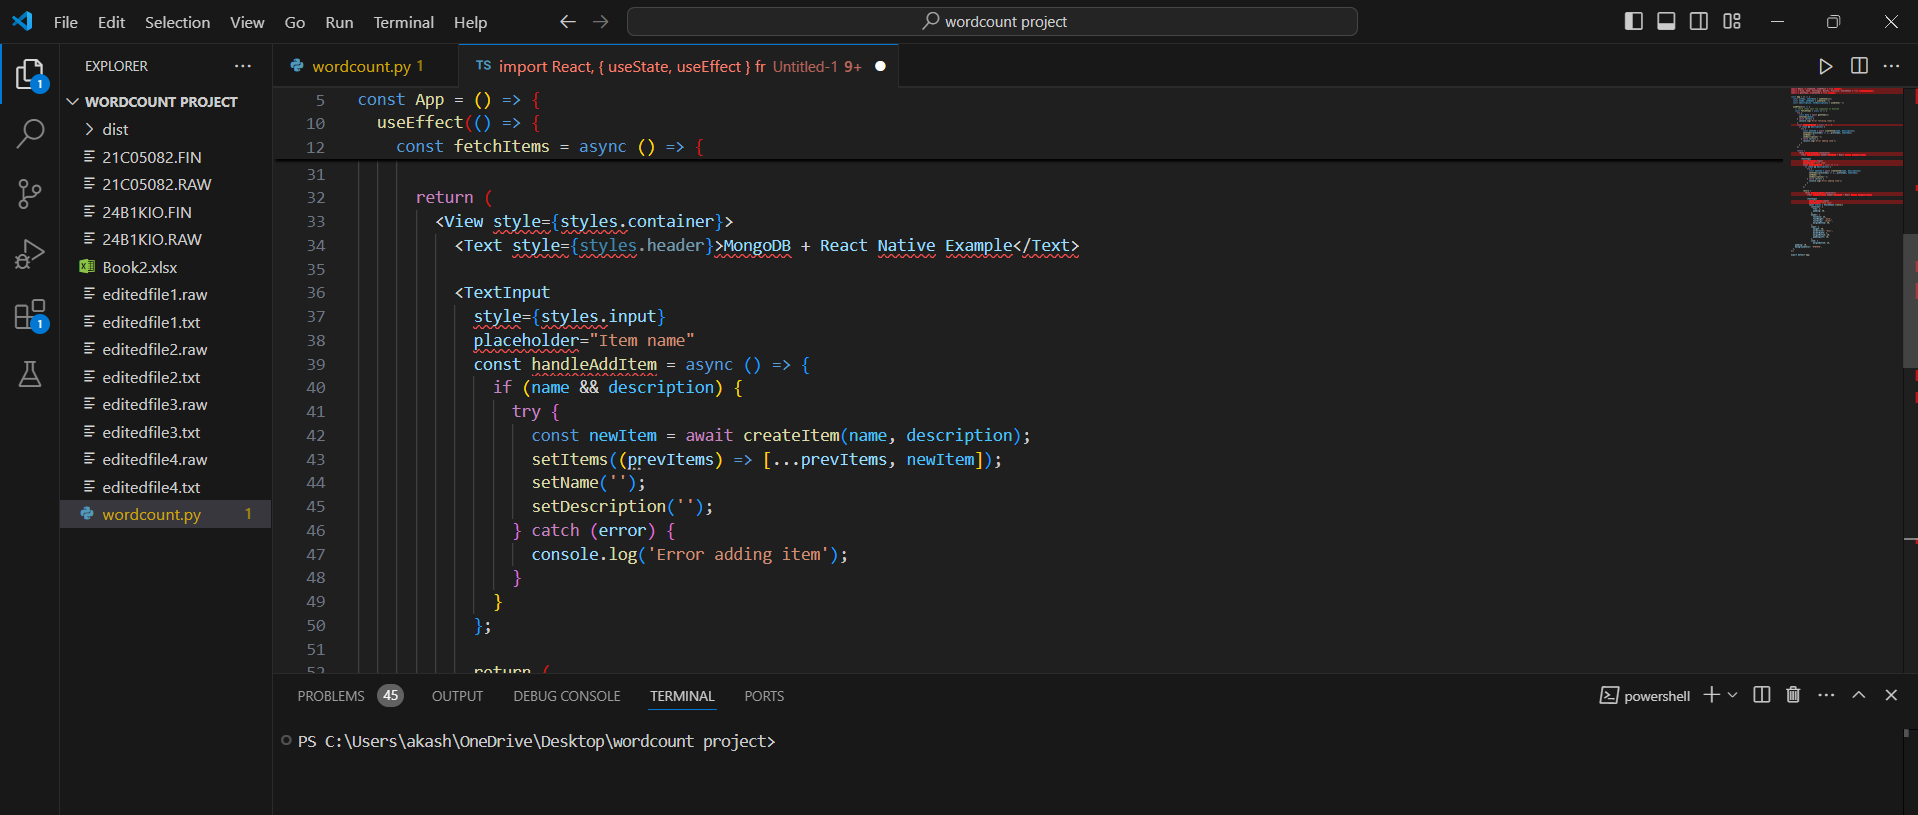 File Edit Selection View Go Run Terminal Help
wordcount project
EXPLORER
WORDCOUNT PROJECT
dist
21C05082.FIN
21C05082.RAW
24B1KIO.FIN
24B1KIO.RAW
Book2.xlsx
editedfile1.raw
editedfile1.txt
editedfile2.raw
editedfile2.txt
editedfile3.raw
editedfile3.txt
editedfile4.raw
editedfile4.txt
wordcount.py 1
1
1
wordcount.py 1
TS import React, { useState, useEffect } fr Untitled-1 9+
5 const App = () => {
10 useEffect(() => {
12 const fetchItems = async () => {
31
32 return (
33 <View style={styles.container}>
34 <Text style={styles.header}>MongoDB + React Native Example</Text>
35
36 <TextInput
37 style={styles.input}
38 placeholder="Item name"
39 const handleAddItem = async () => {
40 if (name && description) {
41 try {
42 const newItem = await createItem(name, description);
43 setItems((prevItems) => [...prevItems, newItem]);
44 setName('');
45 setDescription('');
46 } catch (error) {
47 console.log('Error adding item');
48 }
49 }
50 };
51
52 return (
PROBLEMS 45 OUTPUT DEBUG CONSOLE TERMINAL PORTS
powershell
PS C:\Users\akash\OneDrive\Desktop\wordcount project>